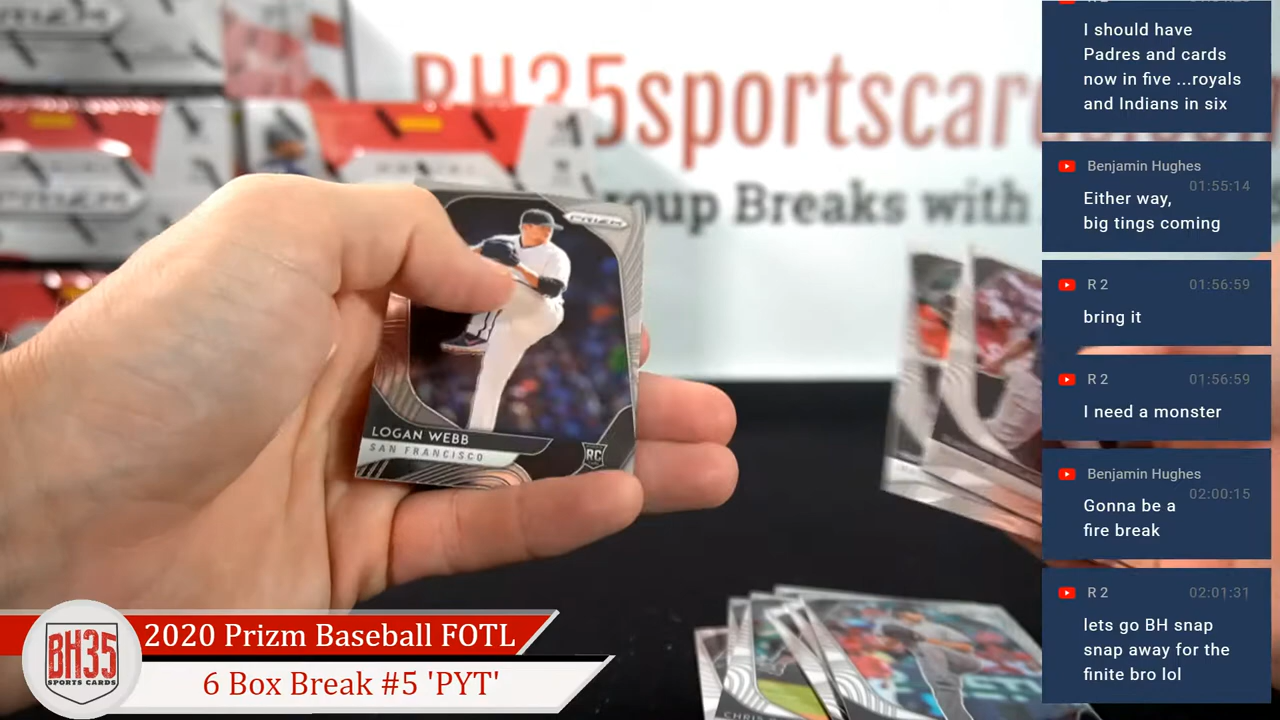 BH35sportscar
roup Breaks with
PRIZM
LOGAN WEBB
SAN FRANCISCO
RC
I should have
Padres and cards
now in five ...royals
and Indians in six
Benjamin Hughes
01:55:14
Either way,
big tings coming
R 2 01:56:59
bring it
R 2 01:56:59
I need a monster
Benjamin Hughes
02:00:15
Gonna be a
fire break
R 2 02:01:31
lets go BH snap
snap away for the
finite bro lol
BH35
SPORTS CARDS
2020 Prizm Baseball FOTL
6 Box Break #5 'PYT'